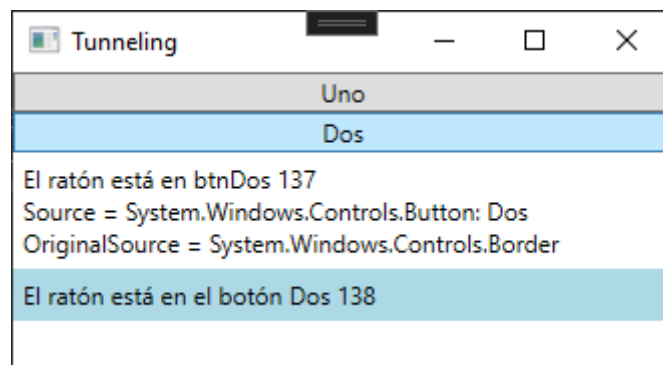 Tunneling
Uno
Dos
El ratón está en btnDos 137
Source = System.Windows.Controls.Button: Dos
OriginalSource = System.Windows.Controls.Border
El ratón está en el botón Dos 138